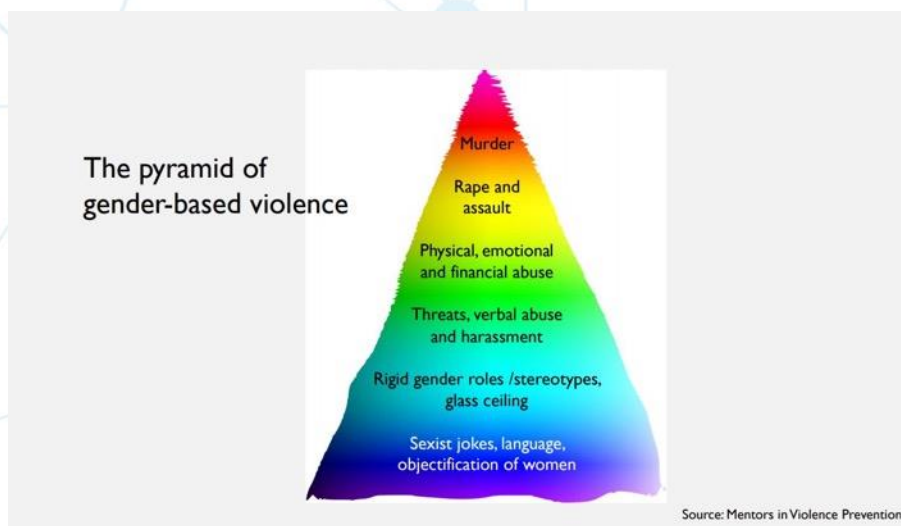 The pyramid of
gender-based violence
Murder
Rape and
assault
Physical, emotional
and financial abuse
Threats, verbal abuse
and harassment
Rigid gender roles /stereotypes,
glass ceiling
Sexist jokes, language,
objectification of women
Source: Mentors in Violence Prevention